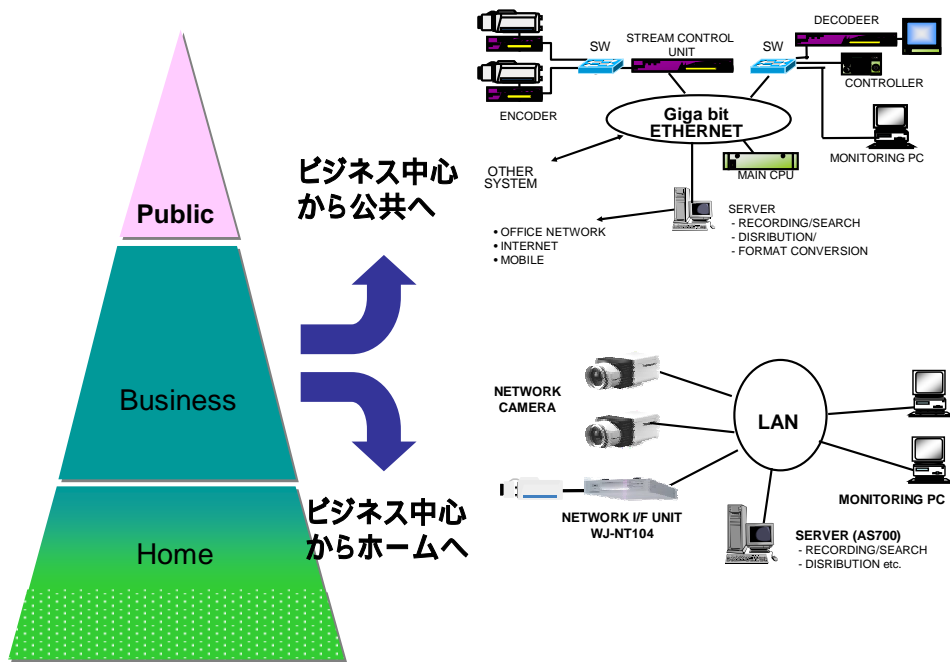 Public
Business
Home
ビジネス中心
から公共へ
ビジネス中心
からホームへ
ENCODER
SW
STREAM CONTROL
UNIT
SW
DECODEER
CONTROLLER
MONITORING PC
Giga bit
ETHERNET
MAIN CPU
OTHER
SYSTEM
• OFFICE NETWORK
• INTERNET
• MOBILE
SERVER
- RECORDING/SEARCH
- DISRIBUTION/
- FORMAT CONVERSION
NETWORK
CAMERA
LAN
NETWORK I/F UNIT
WJ-NT104
MONITORING PC
SERVER (AS700)
- RECORDING/SEARCH
- DISRIBUTION etc.